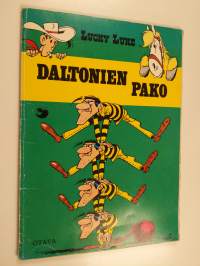 LUCKY LUKE
DALTONIEN
PAKO
OTAVA